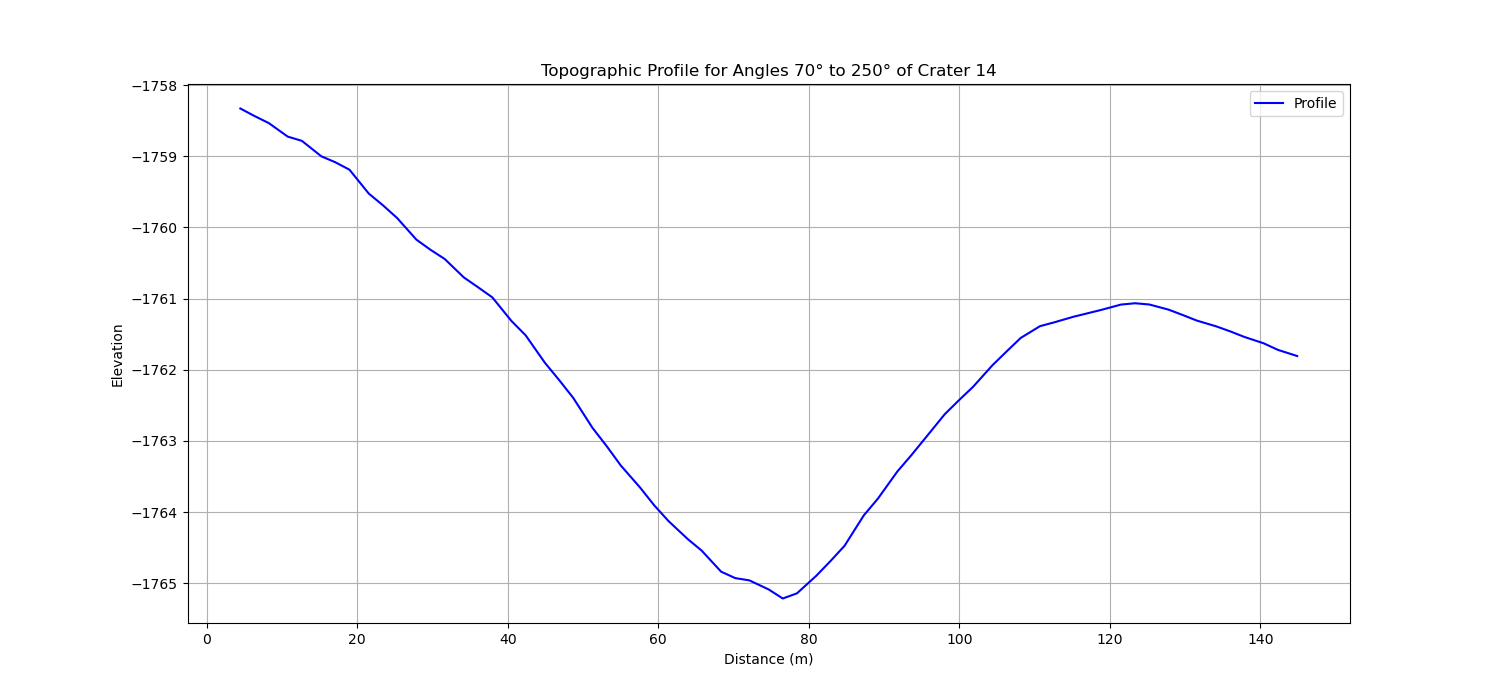 Topographic Profile for Angles 70° to 250° of Crater 14
Profile
−1758
−1759
−1760
−1761
−1762
−1763
−1764
−1765
Elevation
0 20 40 60 80 100 120 140
Distance (m)